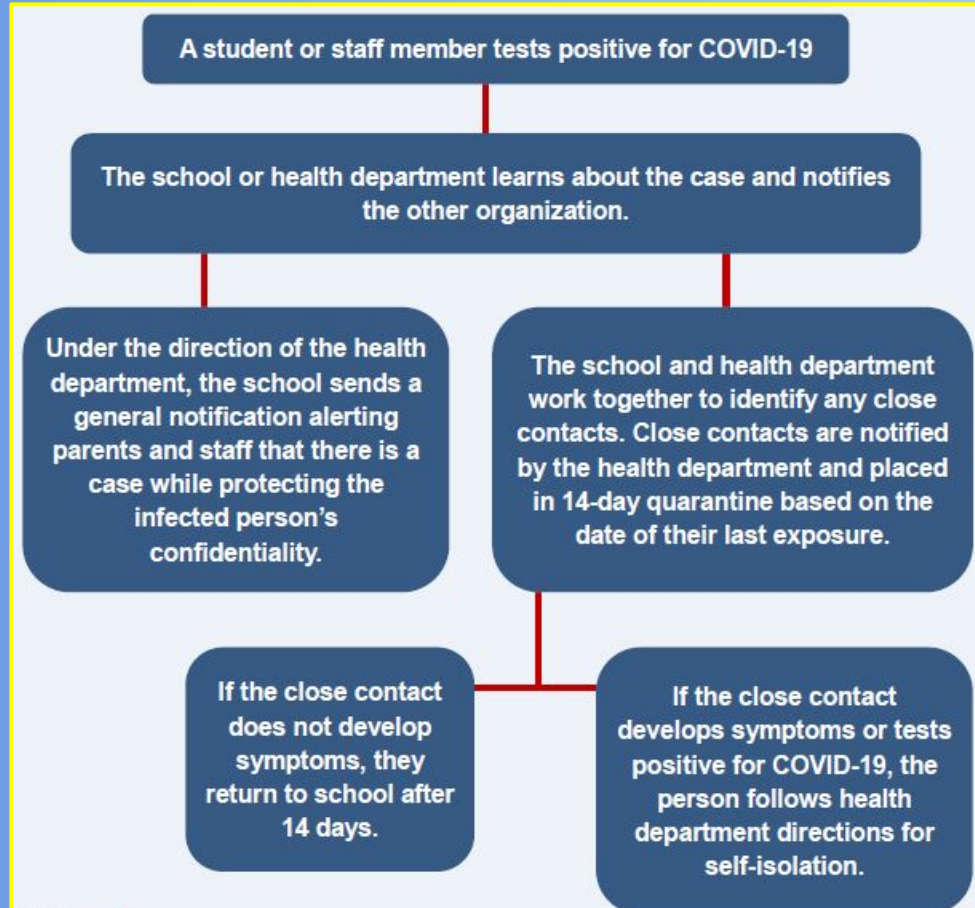 A student or staff member tests positive for COVID-19
The school or health department learns about the case and notifies
the other organization.
Under the direction of the health
department, the school sends a
general notification alerting
parents and staff that there is a
case while protecting the
infected person's
confidentiality.
The school and health department
work together to identify any close
contacts. Close contacts are notified
by the health department and placed
in 14-day quarantine based on the
date of their last exposure.
If the close contact
does not develop
symptoms, they
return to school after
14 days.
If the close contact
develops symptoms or tests
positive for COVID-19, the
person follows health
department directions for
self-isolation.